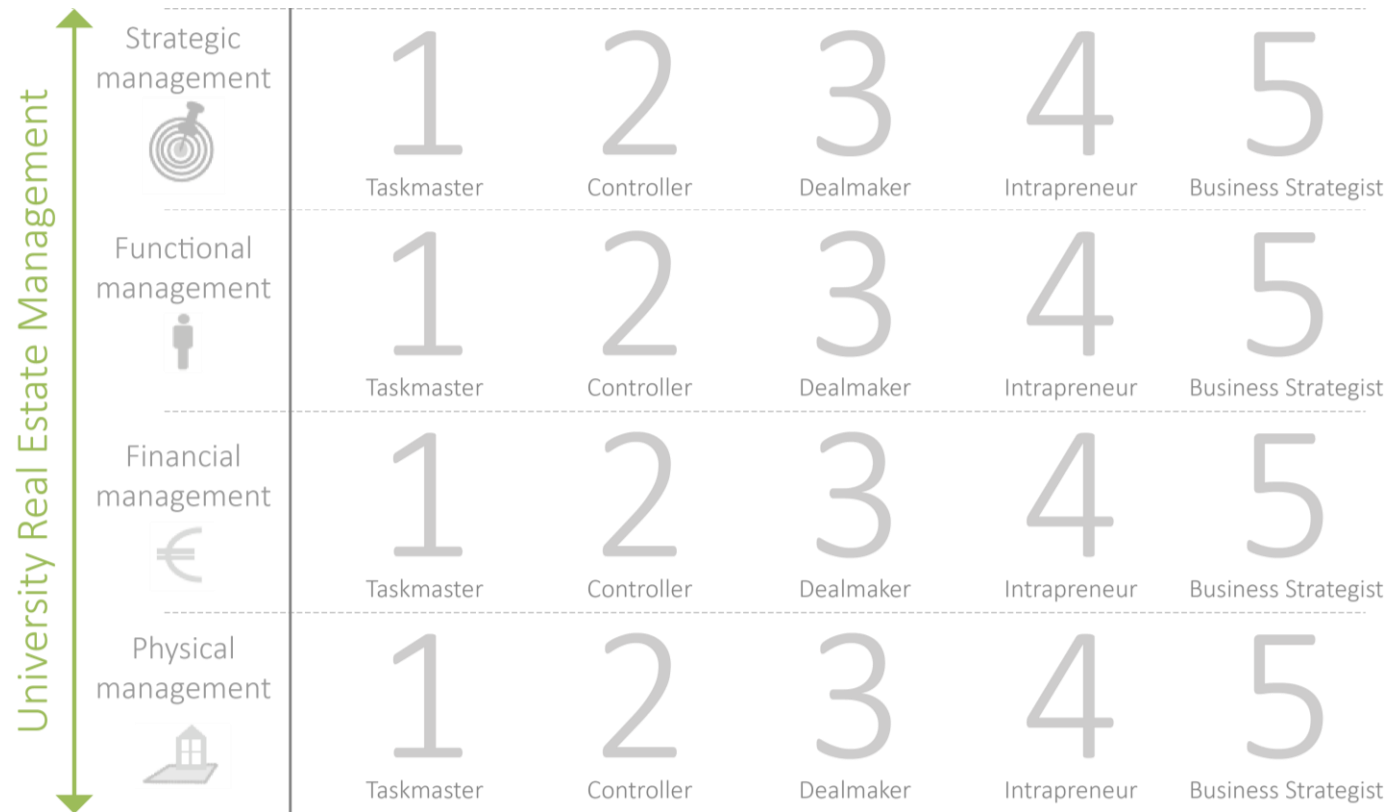 University Real Estate Management
Strategic
management
1 2 3 4 5
Taskmaster Controller Dealmaker Intrapreneur Business Strategist
Functional
management
1 2 3 4 5
Taskmaster Controller Dealmaker Intrapreneur Business Strategist
Financial
management
€
1 2 3 4 5
Taskmaster Controller Dealmaker Intrapreneur Business Strategist
Physical
management
1 2 3 4 5
Taskmaster Controller Dealmaker Intrapreneur Business Strategist